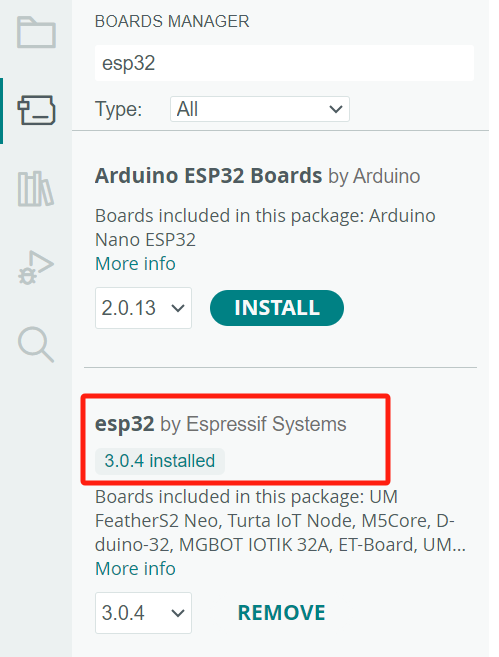 BOARDS MANAGER
esp32
Type: All
Arduino ESP32 Boards by Arduino
Boards included in this package: Arduino
Nano ESP32
More info
2.0.13 INSTALL
esp32 by Espressif Systems
3.0.4 installed
Boards included in this package: UM
FeatherS2 Neo, Turta IoT Node, M5Core, D-
duino-32, MGBOT IOTIK 32A, ET-Board, UM...
More info
3.0.4 REMOVE